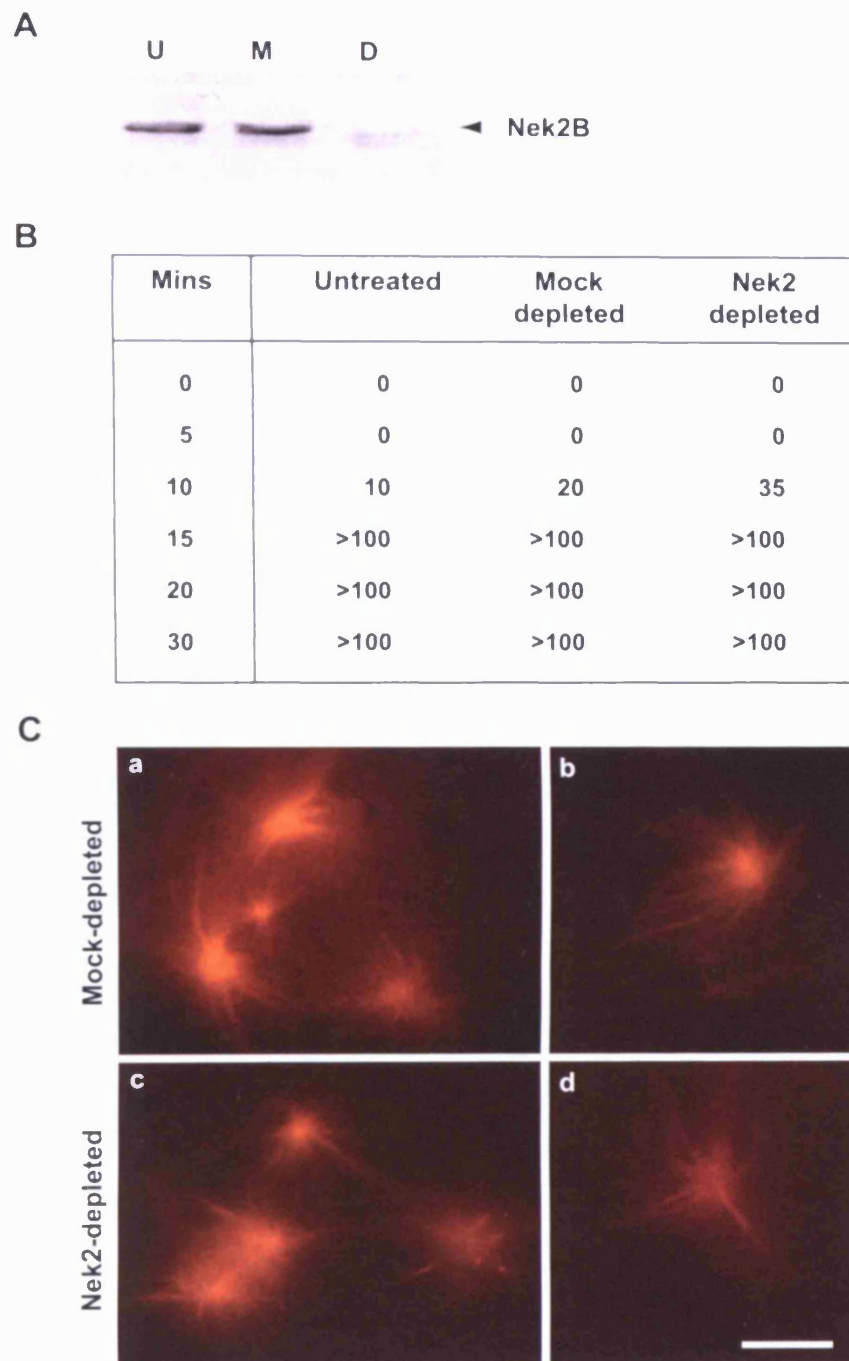 A
U M D
Nek2B
B
Mins Untreated Mock depleted Nek2 depleted
0 0 0 0
5 0 0 0
10 10 20 35
15 >100 >100 >100
20 >100 >100 >100
30 >100 >100 >100
C
Mock-depleted
a b
Nek2-depleted
c d